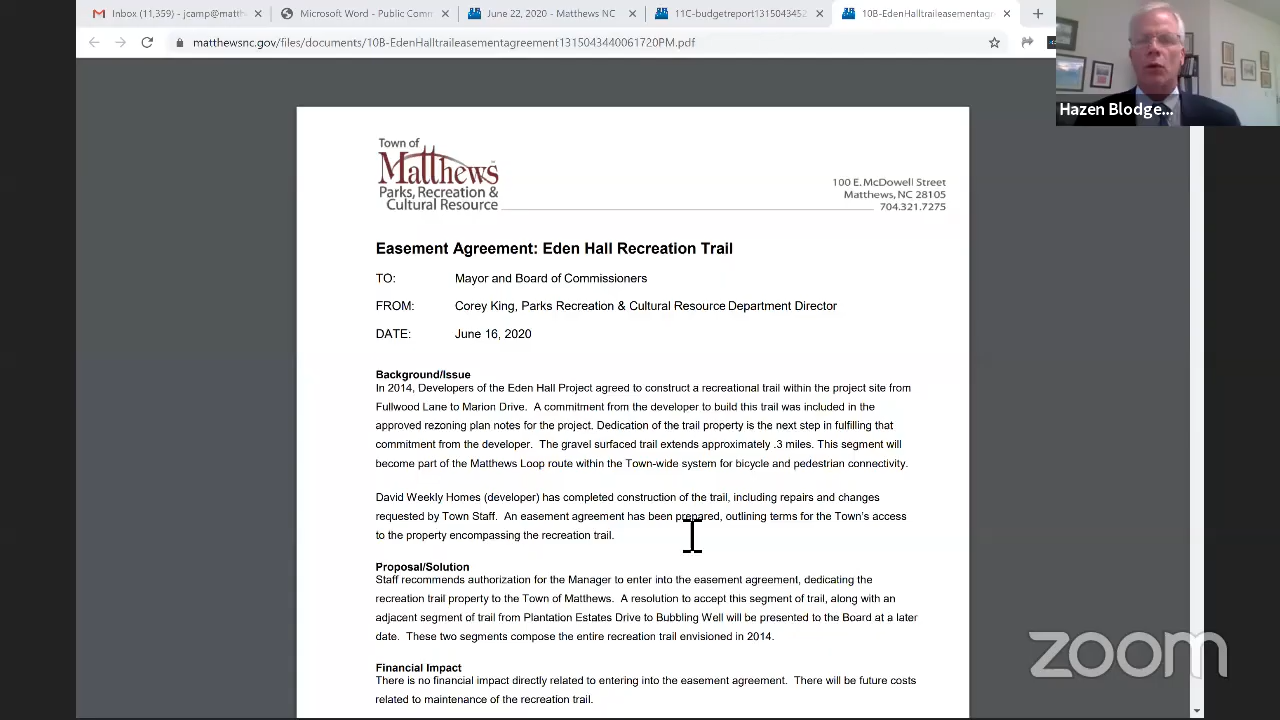 Inbox (11,359) - jcamp@matth
Microsoft Word - Public Comm
June 22, 2020 - Matthews NC
11C-budgetreport1315043452
10B-EdenHalltraileasementagr
matthewsnc.gov/files/document/10B-EdenHalltraileasementagreement1315043440061720PM.pdf
Hazen Blodge...
Town of
Matthews
Parks, Recreation &
Cultural Resource
100 E. McDowell Street
Matthews, NC 28105
704.321.7275
Easement Agreement: Eden Hall Recreation Trail
TO: Mayor and Board of Commissioners
FROM: Corey King, Parks Recreation & Cultural Resource Department Director
DATE: June 16, 2020
Background/Issue
In 2014, Developers of the Eden Hall Project agreed to construct a recreational trail within the project site from
Fullwood Lane to Marion Drive. A commitment from the developer to build this trail was included in the
approved rezoning plan notes for the project. Dedication of the trail property is the next step in fulfilling that
commitment from the developer. The gravel surfaced trail extends approximately .3 miles. This segment will
become part of the Matthews Loop route within the Town-wide system for bicycle and pedestrian connectivity.
David Weekly Homes (developer) has completed construction of the trail, including repairs and changes
requested by Town Staff. An easement agreement has been prepared, outlining terms for the Town's access
to the property encompassing the recreation trail.
Proposal/Solution
Staff recommends authorization for the Manager to enter into the easement agreement, dedicating the
recreation trail property to the Town of Matthews. A resolution to accept this segment of trail, along with an
adjacent segment of trail from Plantation Estates Drive to Bubbling Well will be presented to the Board at a later
date. These two segments compose the entire recreation trail envisioned in 2014.
Financial Impact
There is no financial impact directly related to entering into the easement agreement. There will be future costs
related to maintenance of the recreation trail.
zoom